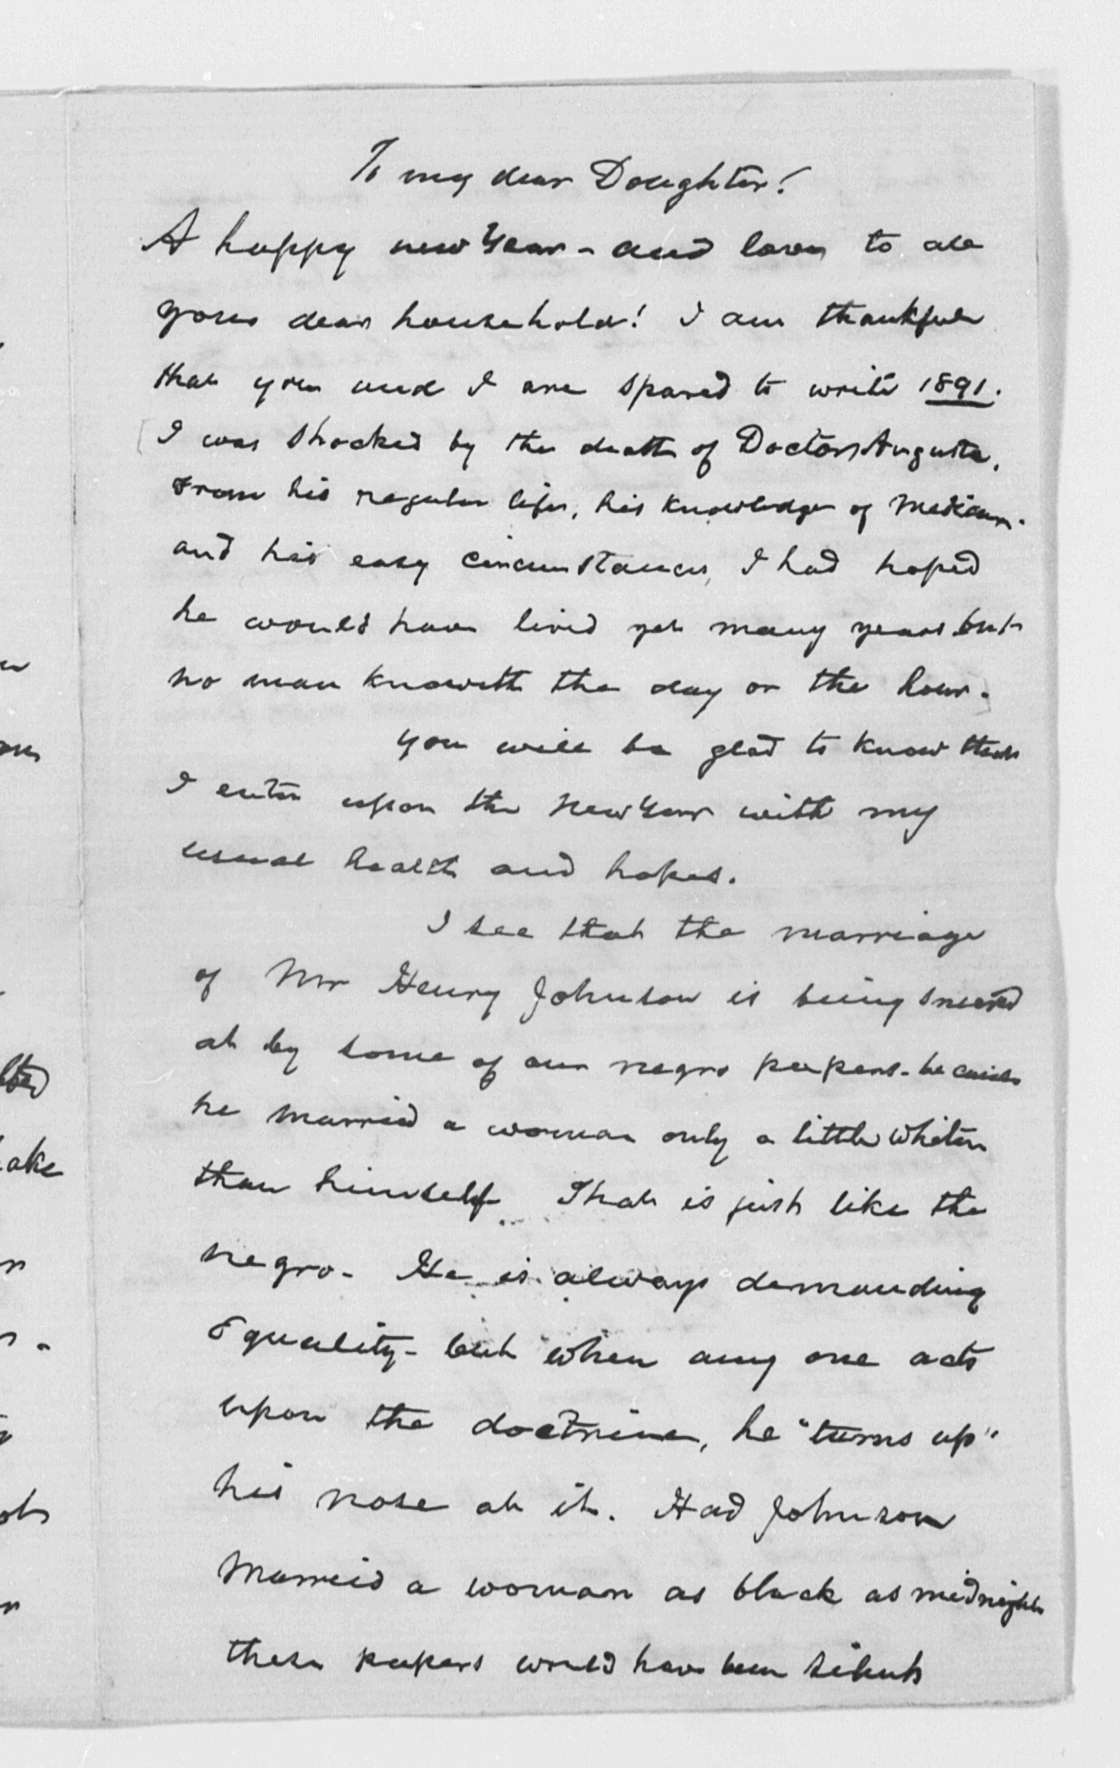 To my dear Daughter!
A happy new Year - and love to all
your dear household! I am thankful
that you and I are spared to write 1891.
I was shocked by the death of Doctor Augusta.
From his regular life, his knowledge of Medicine.
and his easy circumstances, I had hoped
he would have lived yet many years but
no man knoweth the day or the hour.
you will be glad to know that
I enter upon the New Year with my
usual health and hopes.
I see that the marriage
of Mr Henry Johnson is being sneered
at by some of our negro papers - because
he married a woman only a little whiter
than himself. That is just like the
negro - He is always demanding
Equality - but when any one acts
upon the doctrine, he "turns up"
his nose at it. Had Johnson
Married a woman as black as midnight
these papers would have been silent